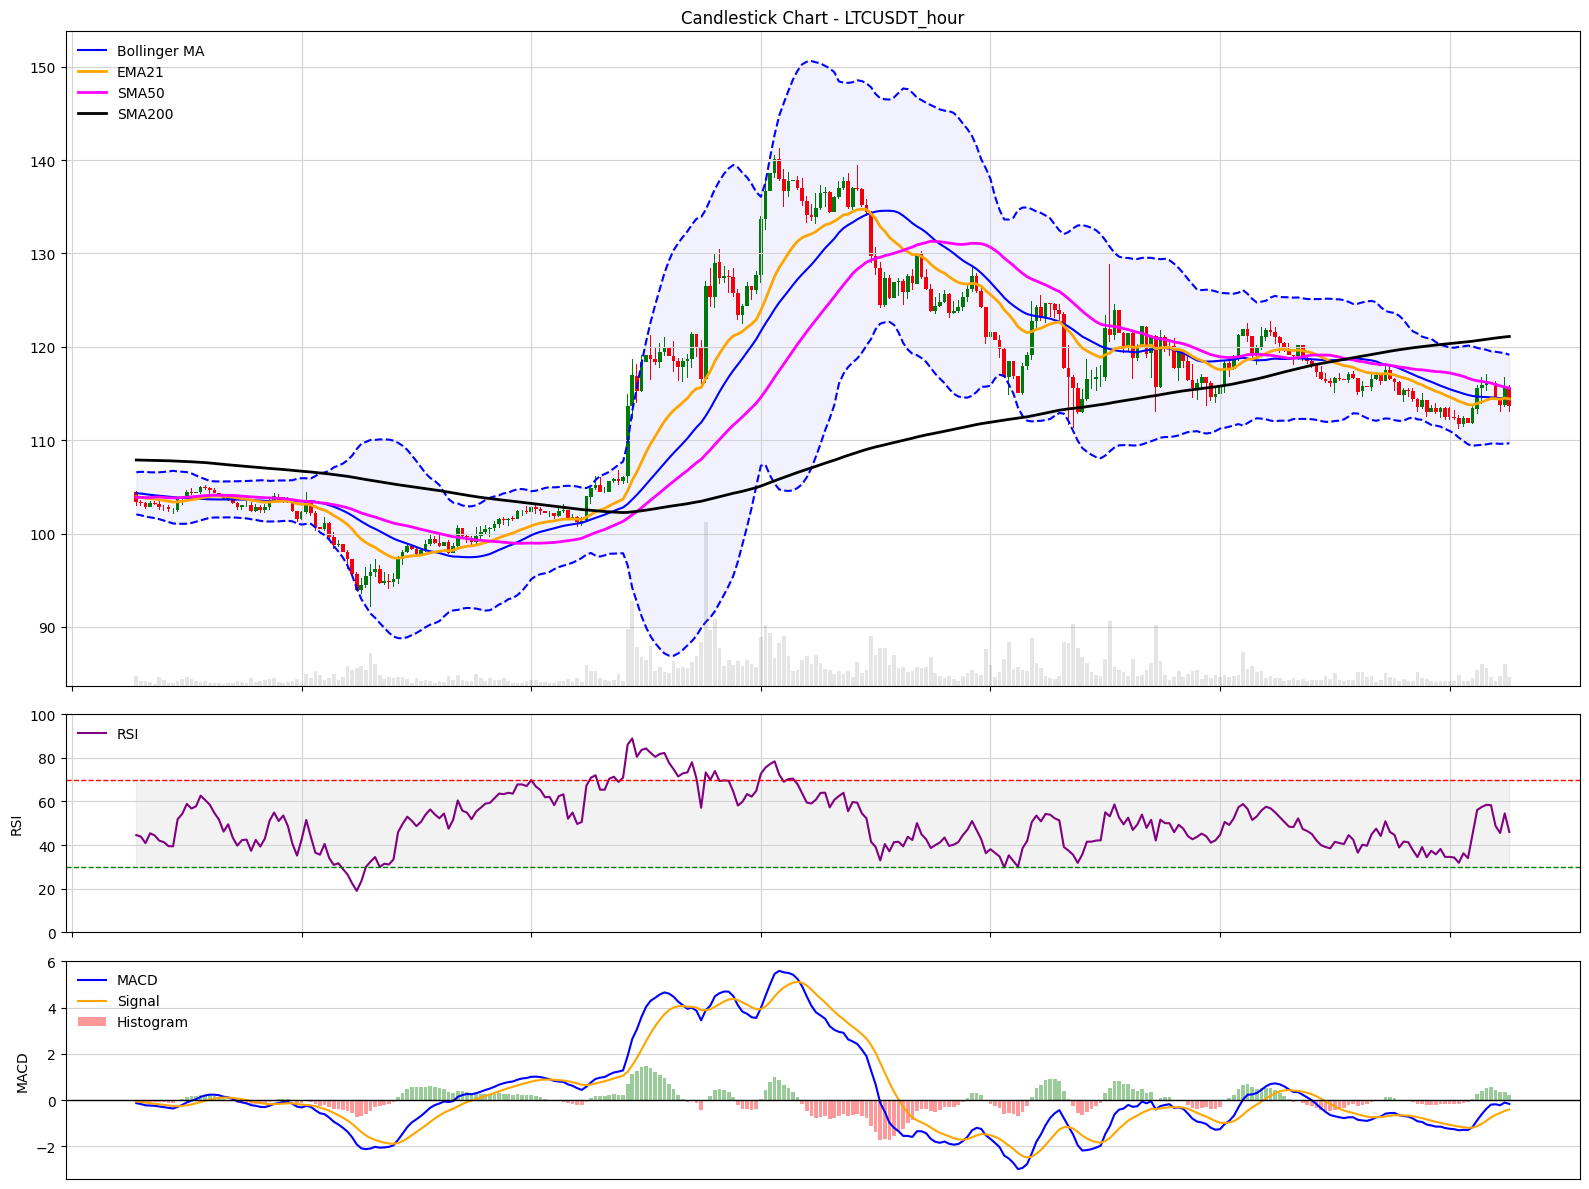 Candlestick Chart - LTCUSDT_hour
Bollinger MA
EMA21
SMA50
SMA200
150
140
130
120
110
100
90
RSI
100
80
60
40
20
0
RSI
MACD
Signal
Histogram
6
4
2
0
−2
MACD